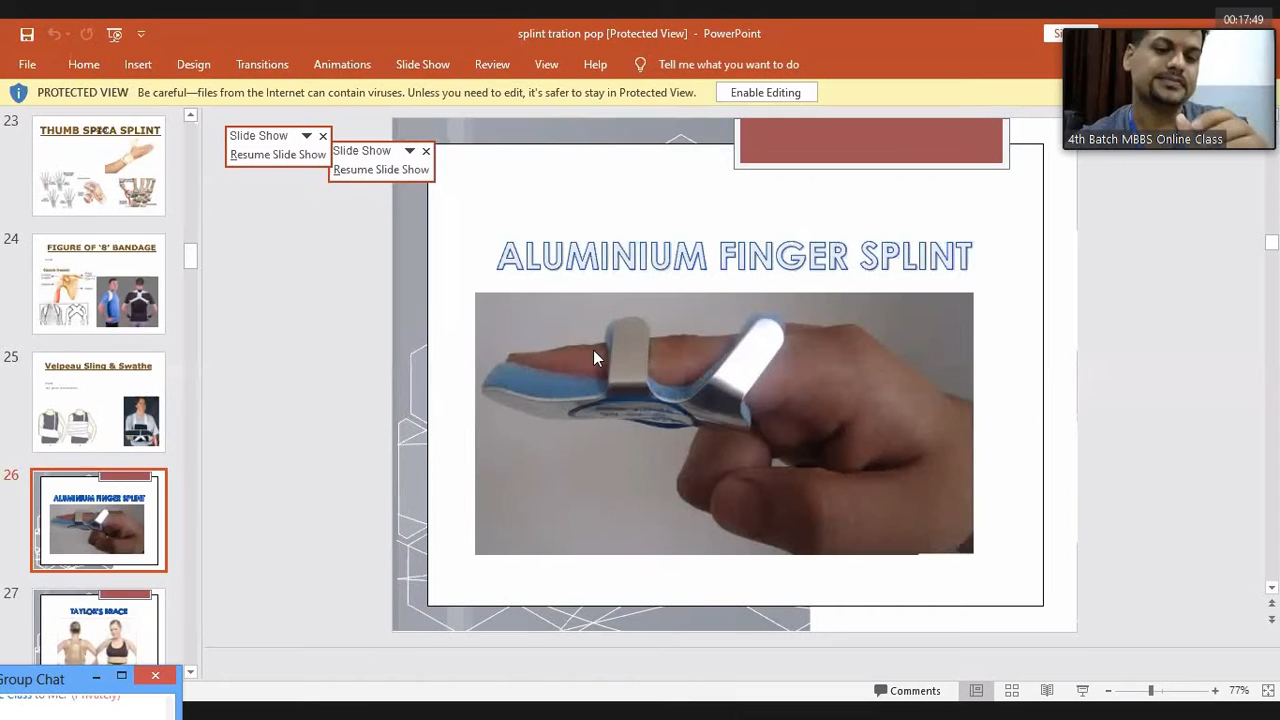 00:17:49
splint tration pop [Protected View] - PowerPoint
File Home Insert Design Transitions Animations Slide Show Review View Help Tell me what you want to do
4th Batch MBBS Online Class
PROTECTED VIEW Be careful—files from the Internet can contain viruses. Unless you need to edit, it's safer to stay in Protected View. Enable Editing
23
THUMB SPICA SPLINT
Slide Show
Resume Slide Show
Slide Show
Resume Slide Show
24
FIGURE OF '8' BANDAGE
ALUMINIUM FINGER SPLINT
25
Velpeau Sling & Swathe
26
ALUMINIUM FINGER SPLINT
27
TAYLOR'S BRACE
Group Chat
Class to Me: (Privately)
Comments
77%